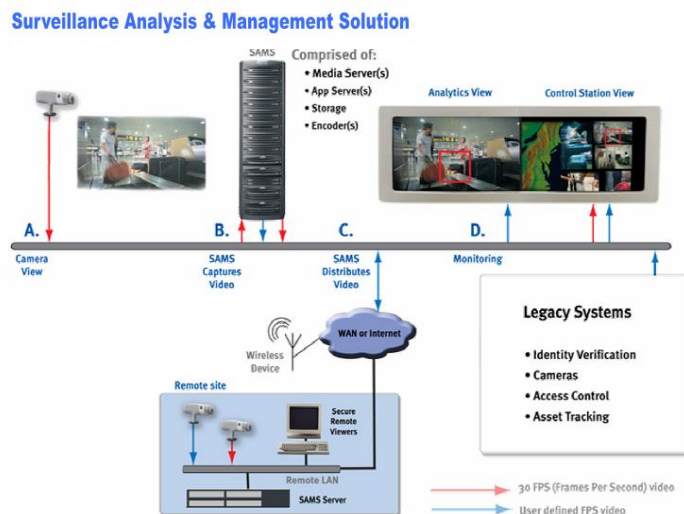 Surveillance Analysis & Management Solution
SAMS
Comprised of:
• Media Server(s)
• App Server(s)
• Storage
• Encoder(s)
Analytics View
Control Station View
A.
B.
C.
D.
Camera
View
SAMS
Captures
Video
SAMS
Distributes
Video
Monitoring
WAN or Internet
Wireless
Device
Legacy Systems
• Identity Verification
• Cameras
• Access Control
• Asset Tracking
Remote site
Secure
Remote
Viewers
Remote LAN
SAMS Server
30 FPS (Frames Per Second) video
User defined FPS video